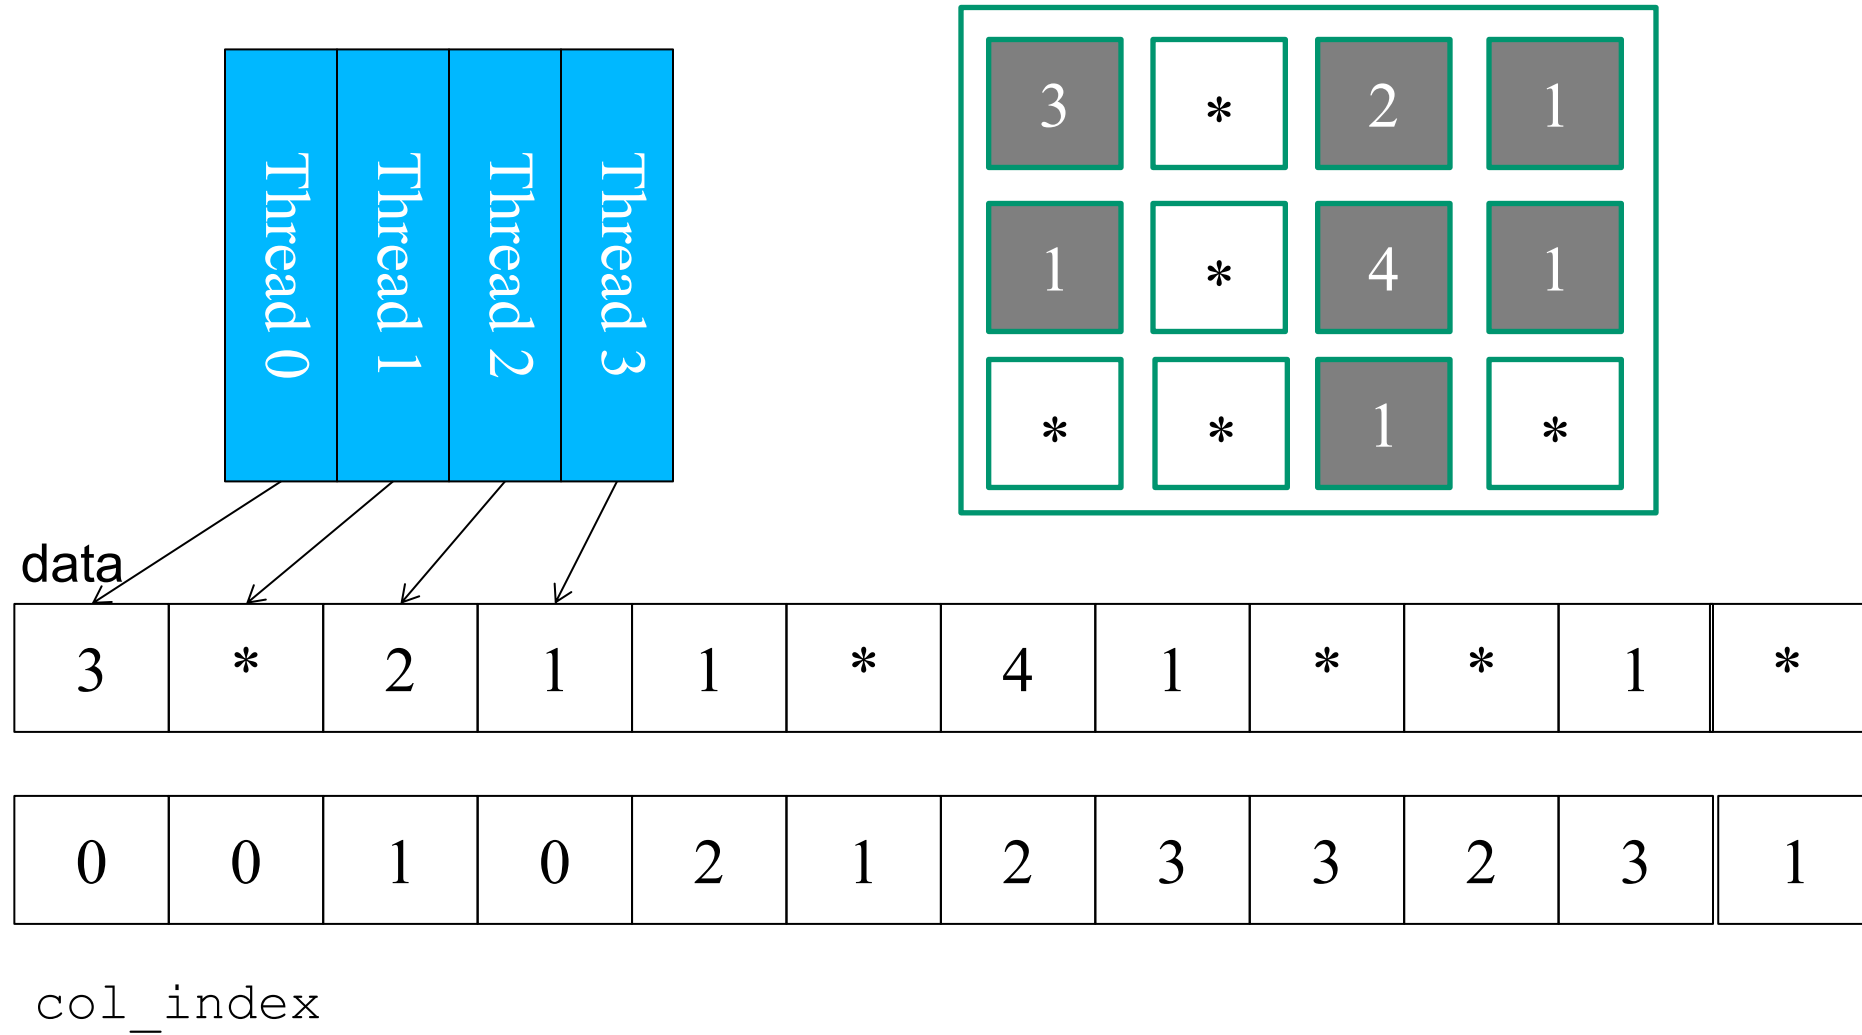 Thread 0
Thread 1
Thread 2
Thread 3
3 * 2 1
1 * 4 1
* * 1 *
data
3 * 2 1 1 * 4 1 * * 1 *
0 0 1 0 2 1 2 3 3 2 3 1
col_index